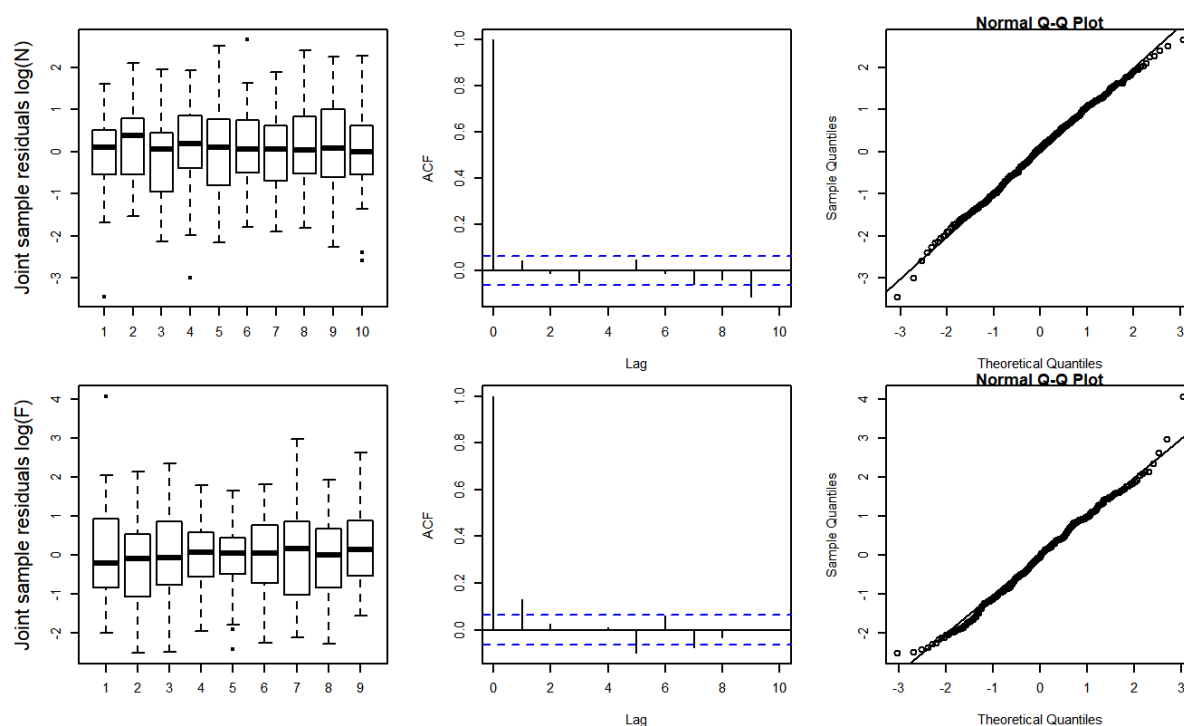 Joint sample residuals log(N)
2
1
0
-1
-2
-3
1 2 3 4 5 6 7 8 9 10
ACF
1.0
0.8
0.6
0.4
0.2
0.0
0 2 4 6 8 10
Lag
Normal Q-Q Plot
Sample Quantiles
2
1
0
-1
-2
-3
-3 -2 -1 0 1 2 3
Theoretical Quantiles
Joint sample residuals log(F)
4
3
2
1
0
-1
-2
1 2 3 4 5 6 7 8 9
ACF
1.0
0.8
0.6
0.4
0.2
0.0
0 2 4 6 8 10
Lag
Normal Q-Q Plot
Sample Quantiles
4
3
2
1
0
-1
-2
-3 -2 -1 0 1 2 3
Theoretical Quantiles